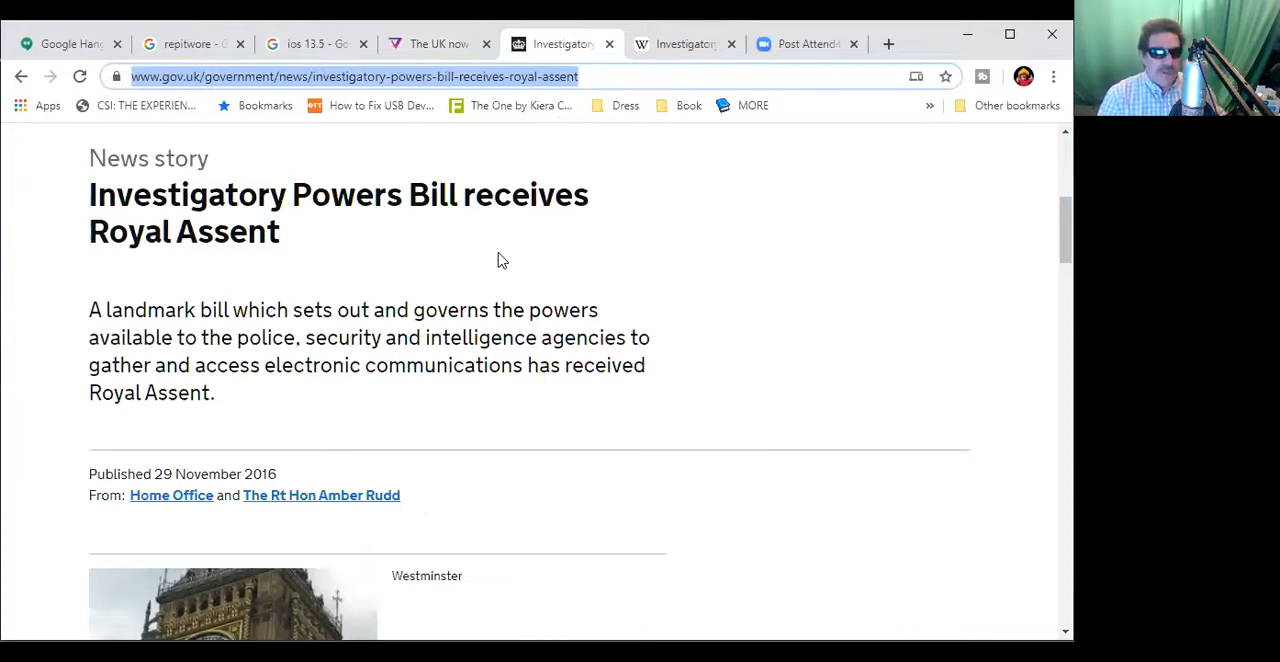 Google Hang
repitwore - G
ios 13.5 - Go
The UK now
Investigatory
Investigatory
Post Attend
www.gov.uk/government/news/investigatory-powers-bill-receives-royal-assent
Apps
CSI: THE EXPERIEN...
Bookmarks
How to Fix USB Dev...
The One by Kiera C...
Dress
Book
MORE
»
Other bookmarks
News story
Investigatory Powers Bill receives
Royal Assent
A landmark bill which sets out and governs the powers
available to the police, security and intelligence agencies to
gather and access electronic communications has received
Royal Assent.
Published 29 November 2016
From: Home Office and The Rt Hon Amber Rudd
Westminster